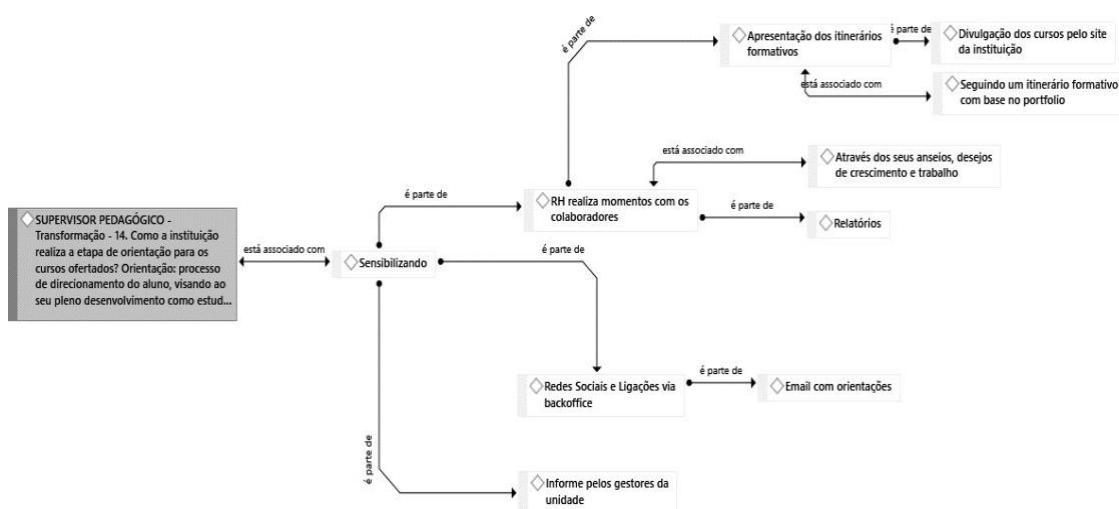 é parte de
Apresentação dos itinerários
formativos
é parte de
Divulgação dos cursos pelo site
da instituição
está associado com
Seguindo um itinerário formativo
com base no portfolio
está associado com
Através dos seus anseios, desejos
de crescimento e trabalho
é parte de
RH realiza momentos com os
colaboradores
é parte de
Relatórios
SUPERVISOR PEDAGÓGICO -
Transformação - 14. Como a instituição
realiza a etapa de orientação para os
cursos ofertados? Orientação: processo
de direcionamento do aluno, visando ao
seu pleno desenvolvimento como estud...
está associado com
Sensibilizando
é parte de
Redes Sociais e Ligações via
backoffice
é parte de
Email com orientações
é parte de
Informe pelos gestores da
unidade